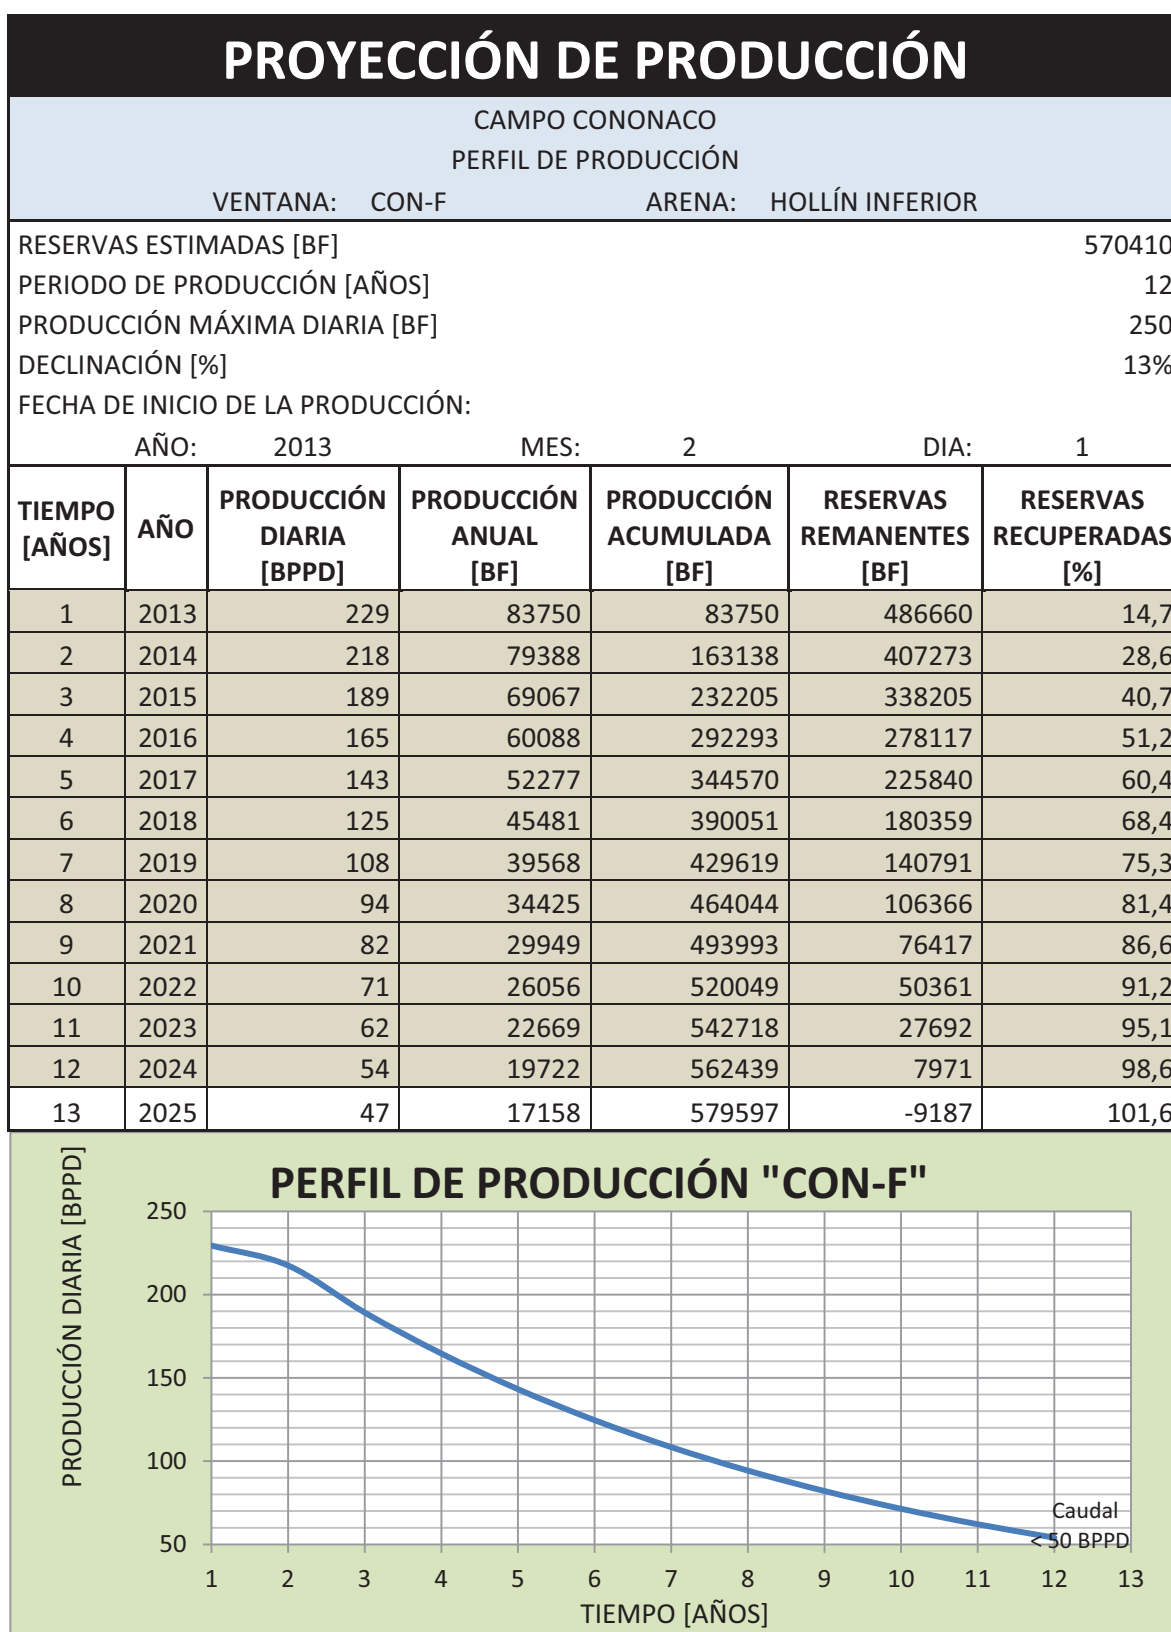 PROYECCIÓN DE PRODUCCIÓN
CAMPO CONONACO
PERFIL DE PRODUCCIÓN
VENTANA: CON-F ARENA: HOLLÍN INFERIOR
RESERVAS ESTIMADAS [BF] 570410
PERIODO DE PRODUCCIÓN [AÑOS] 12
PRODUCCIÓN MÁXIMA DIARIA [BF] 250
DECLINACIÓN [%] 13%
FECHA DE INICIO DE LA PRODUCCIÓN:
AÑO: 2013 MES: 2 DIA: 1
TIEMPO [AÑOS] AÑO PRODUCCIÓN DIARIA [BPPD] PRODUCCIÓN ANUAL [BF] PRODUCCIÓN ACUMULADA [BF] RESERVAS REMANENTES [BF] RESERVAS RECUPERADAS [%]
1 2013 229 83750 83750 486660 14,7
2 2014 218 79388 163138 407273 28,6
3 2015 189 69067 232205 338205 40,7
4 2016 165 60088 292293 278117 51,2
5 2017 143 52277 344570 225840 60,4
6 2018 125 45481 390051 180359 68,4
7 2019 108 39568 429619 140791 75,3
8 2020 94 34425 464044 106366 81,4
9 2021 82 29949 493993 76417 86,6
10 2022 71 26056 520049 50361 91,2
11 2023 62 22669 542718 27692 95,1
12 2024 54 19722 562439 7971 98,6
13 2025 47 17158 579597 -9187 101,6
PERFIL DE PRODUCCIÓN "CON-F"
PRODUCCIÓN DIARIA [BPPD]
250
200
150
100
50
Caudal
< 50 BPPD
1 2 3 4 5 6 7 8 9 10 11 12 13
TIEMPO [AÑOS]